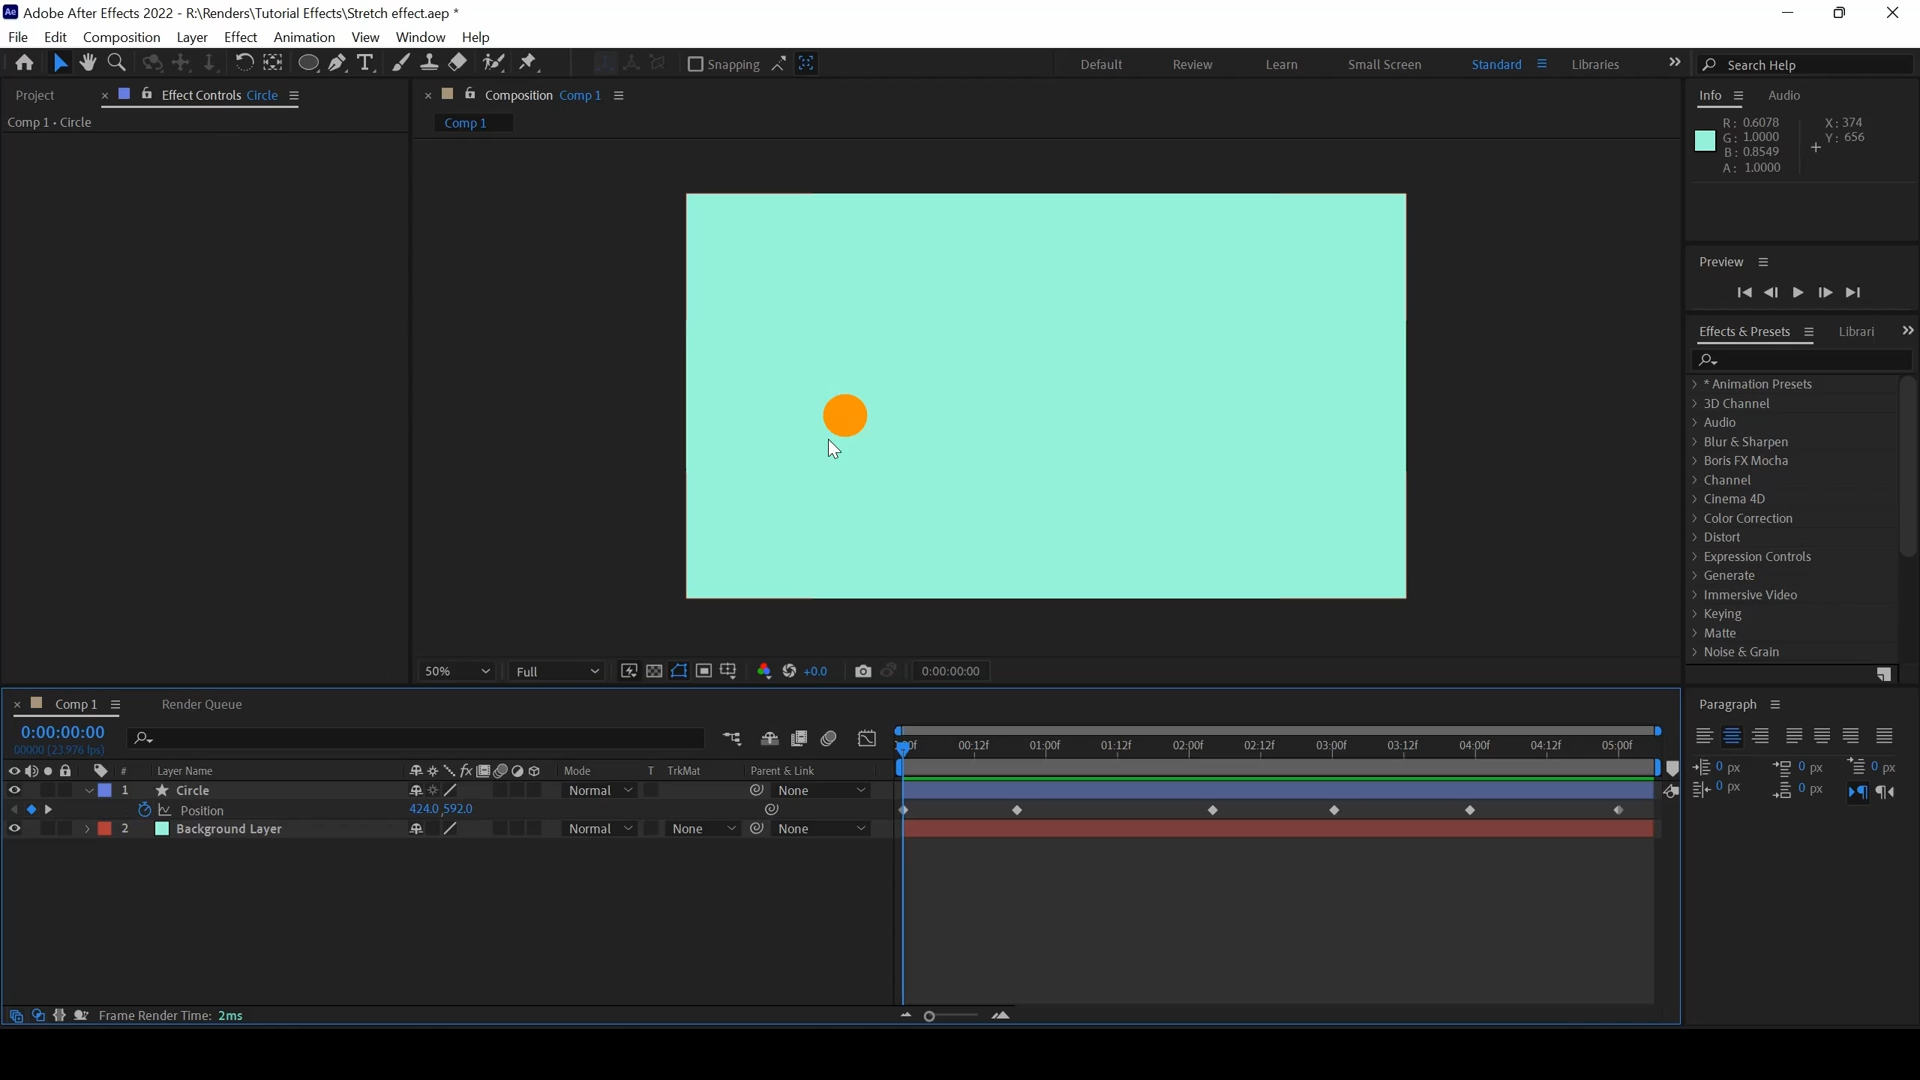 Adobe After Effects 2022 - R:\Renders\Tutorial Effects\Stretch effect.aep *
File Edit Composition Layer Effect Animation View Window Help
Snapping Default Review Learn Small Screen Standard Libraries Search Help
Project Effect Controls Circle Composition Comp 1 Info Audio
Comp 1 • Circle Comp 1
R: 0.6078 X: 374
G: 1.0000 Y: 656
B: 0.8549
A: 1.0000
Preview
Effects & Presets Librari
* Animation Presets
3D Channel
Audio
Blur & Sharpen
Boris FX Mocha
Channel
Cinema 4D
Color Correction
Distort
Expression Controls
Generate
Immersive Video
Keying
Matte
Noise & Grain
50% Full +0.0 0:00:00:00
Comp 1 Render Queue Paragraph
0:00:00:00
00000 (23.976 fps)
00:12f 01:00f 01:12f 02:00f 02:12f 03:00f 03:12f 04:00f 04:12f 05:00f
# Layer Name fx Mode T TrkMat Parent & Link
1 Circle Normal None
Position 424.0,592.0
2 Background Layer Normal None None
0 px 0 px 0 px
0 px 0 px
Frame Render Time: 2ms